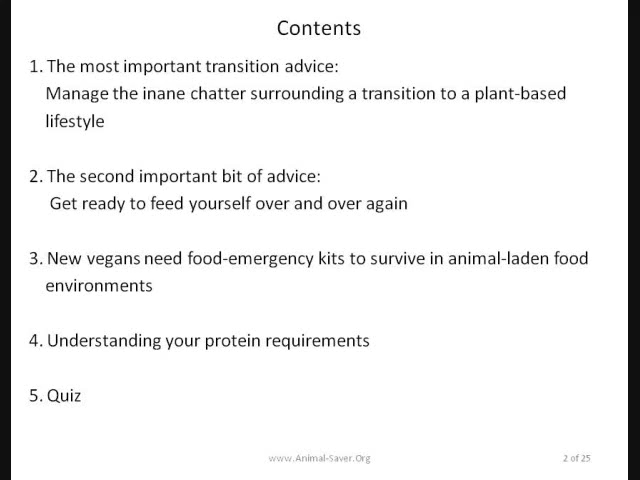 Contents
1. The most important transition advice:
Manage the inane chatter surrounding a transition to a plant-based
lifestyle
2. The second important bit of advice:
Get ready to feed yourself over and over again
3. New vegans need food-emergency kits to survive in animal-laden food
environments
4. Understanding your protein requirements
5. Quiz
www.Animal-Saver.Org
2 of 25